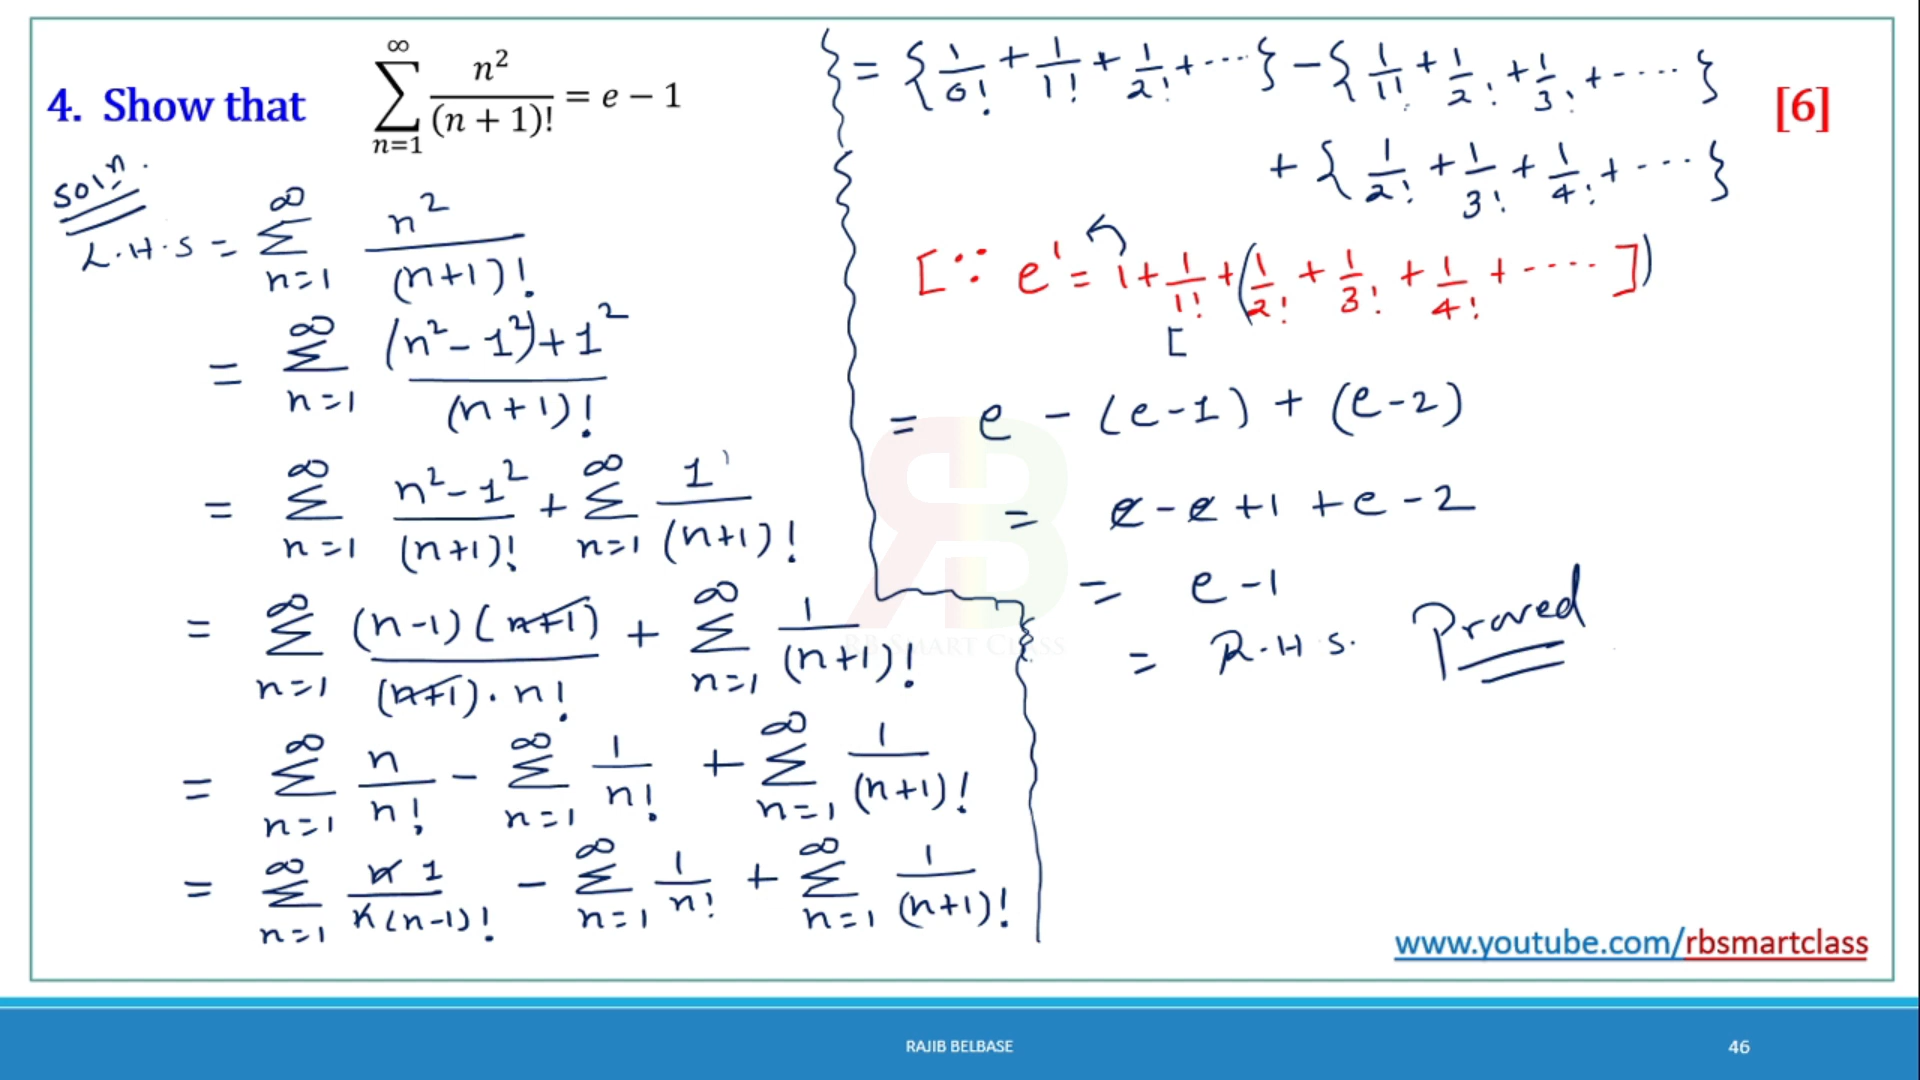 4. Show that ∑_{n=1}^{∞} n²/(n + 1)! = e − 1
[6]
Solⁿ.
L.H.S = ∑_{n=1}^{∞} n²/(n+1)!
= ∑_{n=1}^{∞} (n² − 1²) + 1²/(n+1)!
= ∑_{n=1}^{∞} n² − 1²/(n+1)! + ∑_{n=1}^{∞} 1/(n+1)!
= ∑_{n=1}^{∞} (n−1)(n+1)/(n+1).n! + ∑_{n=1}^{∞} 1/(n+1)!
= ∑_{n=1}^{∞} n/n! − ∑_{n=1}^{∞} 1/n! + ∑_{n=1}^{∞} 1/(n+1)!
= ∑_{n=1}^{∞} n 1/n(n−1)! − ∑_{n=1}^{∞} 1/n! + ∑_{n=1}^{∞} 1/(n+1)!
= {1/0! + 1/1! + 1/2! + ....} − {1/1! + 1/2! + 1/3! + ....}
+ {1/2! + 1/3! + 1/4! + ....}
[∵ e¹ = 1 + 1/1! + (1/2! + 1/3! + 1/4! + ....])
[
= e − (e−1) + (e−2)
= e − e + 1 + e − 2
= e − 1
= R.H.S. Proved
RB SMART CLASS
www.youtube.com/rbsmartclass
RAJIB BELBASE
46